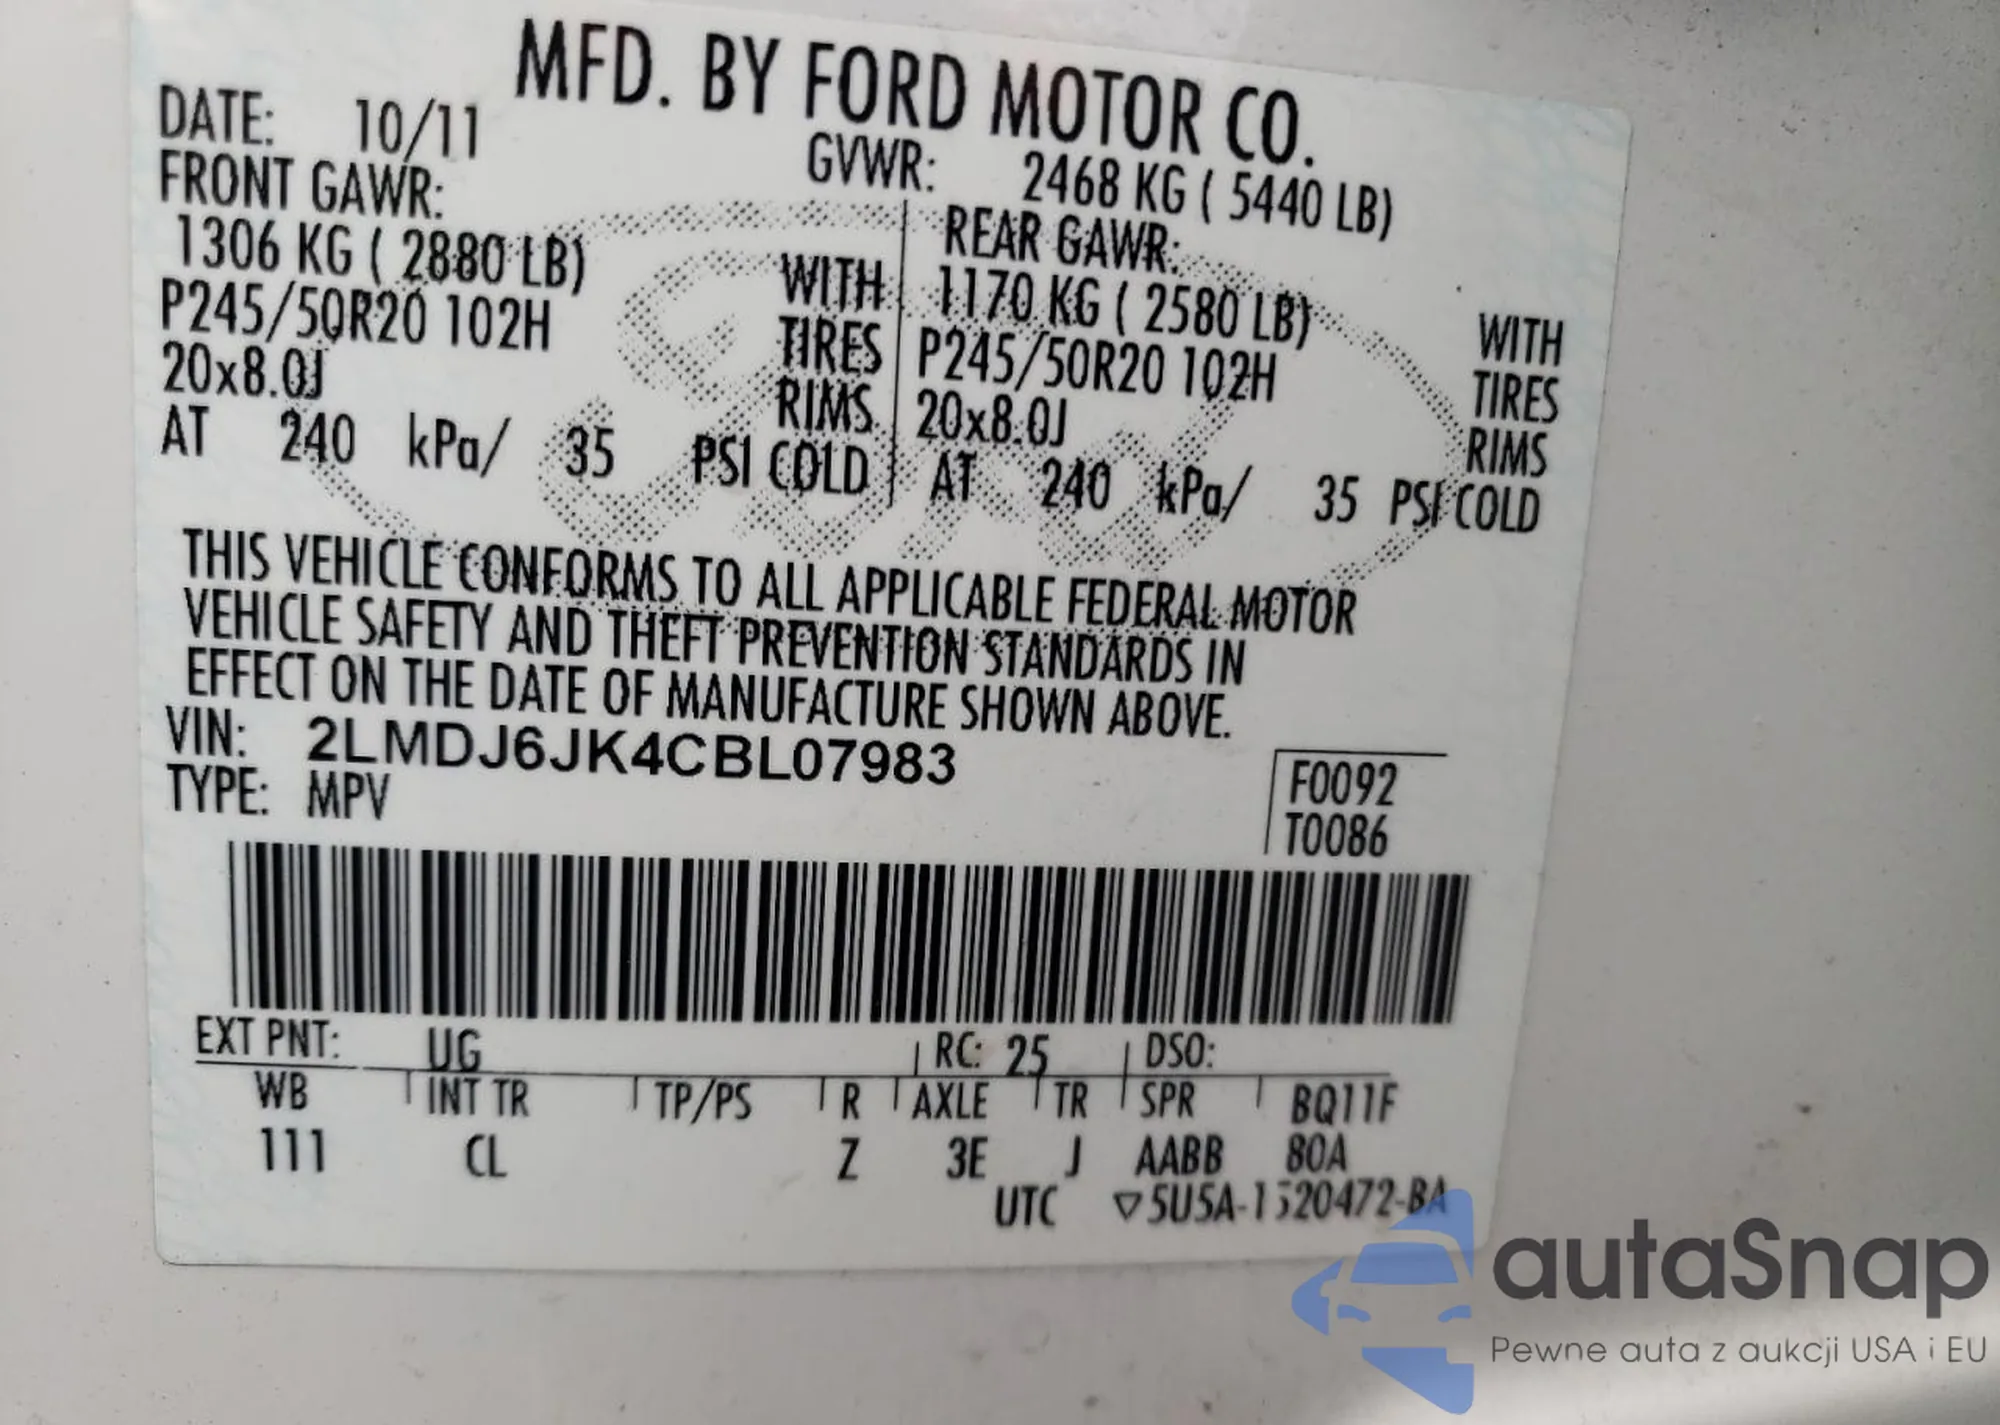 MFD. BY FORD MOTOR CO.
DATE: 10/11 GVWR: 2468 KG ( 5440 LB)
FRONT GAWR: REAR GAWR:
1306 KG ( 2880 LB) WITH 1170 KG ( 2580 LB) WITH
P245/50R20 102H TIRES P245/50R20 102H TIRES
20x8.0J RIMS 20x8.0J RIMS
AT 240 kPa/ 35 PSI COLD AT 240 kPa/ 35 PSI COLD
THIS VEHICLE CONFORMS TO ALL APPLICABLE FEDERAL MOTOR
VEHICLE SAFETY AND THEFT PREVENTION STANDARDS IN
EFFECT ON THE DATE OF MANUFACTURE SHOWN ABOVE.
VIN: 2LMDJ6JK4CBL07983
TYPE: MPV
F0092
T0086
EXT PNT: UG RC: 25 DSO:
WB INT TR TP/PS R AXLE TR SPR BQ11F
111 CL Z 3E J AABB 80A
UTC ▽5U5A-1520472-BA
autaSnap
Pewne auta z aukcji USA i EU